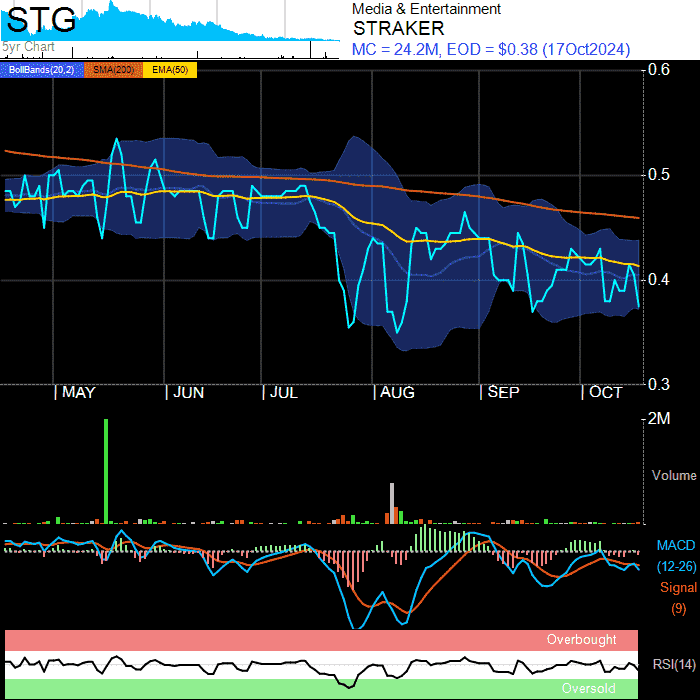 STG
5yr Chart
Media & Entertainment
STRAKER
MC = 24.2M, EOD = $0.38 (17Oct2024)
BollBands(20,2) SMA(200) EMA(50)
0.6
0.5
0.4
0.3
MAY JUN JUL AUG SEP OCT
2M
Volume
MACD
(12-26)
Signal
(9)
Overbought
RSI(14)
Oversold